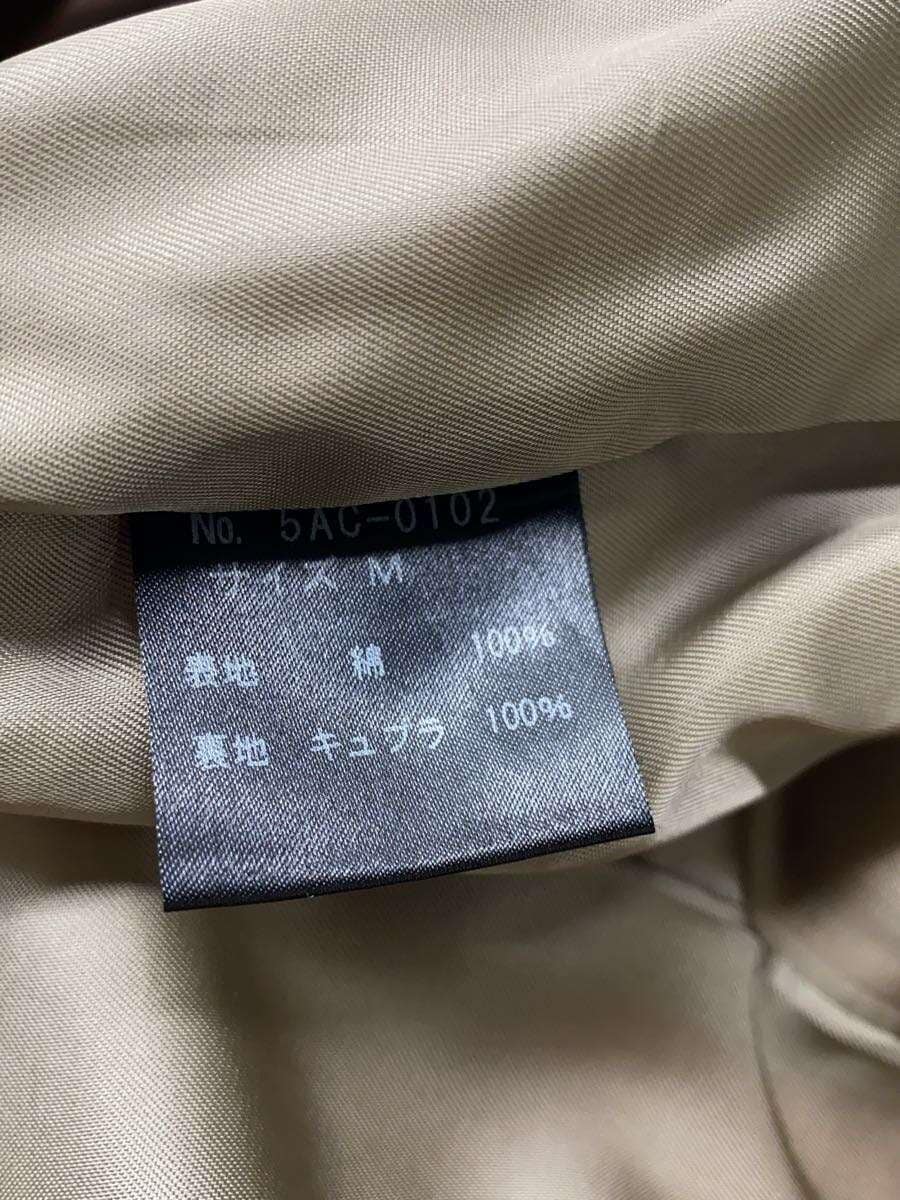 No. 5AC-0102
サイズ M
表地 綿 100%
裏地 キュプラ 100%